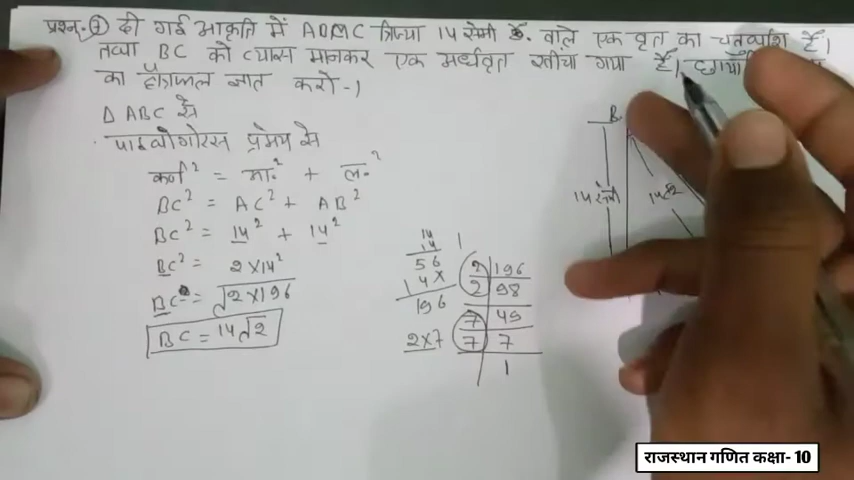 प्रश्न.② दी गई आकृति में ABMC त्रिज्या 14 सेमी. वाले एक वृत का चतुर्थांश हैं।
तथा BC को व्यास मानकर एक अर्धवृत खींचा गया हैं। छाया
का क्षेत्रफल ज्ञात करो-।
Δ ABC से
पाइथोगोरस प्रमेय से
कर्ण² = आ.² + ल.²
BC² = AC² + AB²
BC² = 14² + 14²
BC² = 2×14²
BC = √2×196
BC = 14√2
14
14
56
14×
196
2×7
2 | 196
2 | 98
7 | 49
7 | 7
1
B
14 सेमी
14√2
राजस्थान गणित कक्षा- 10